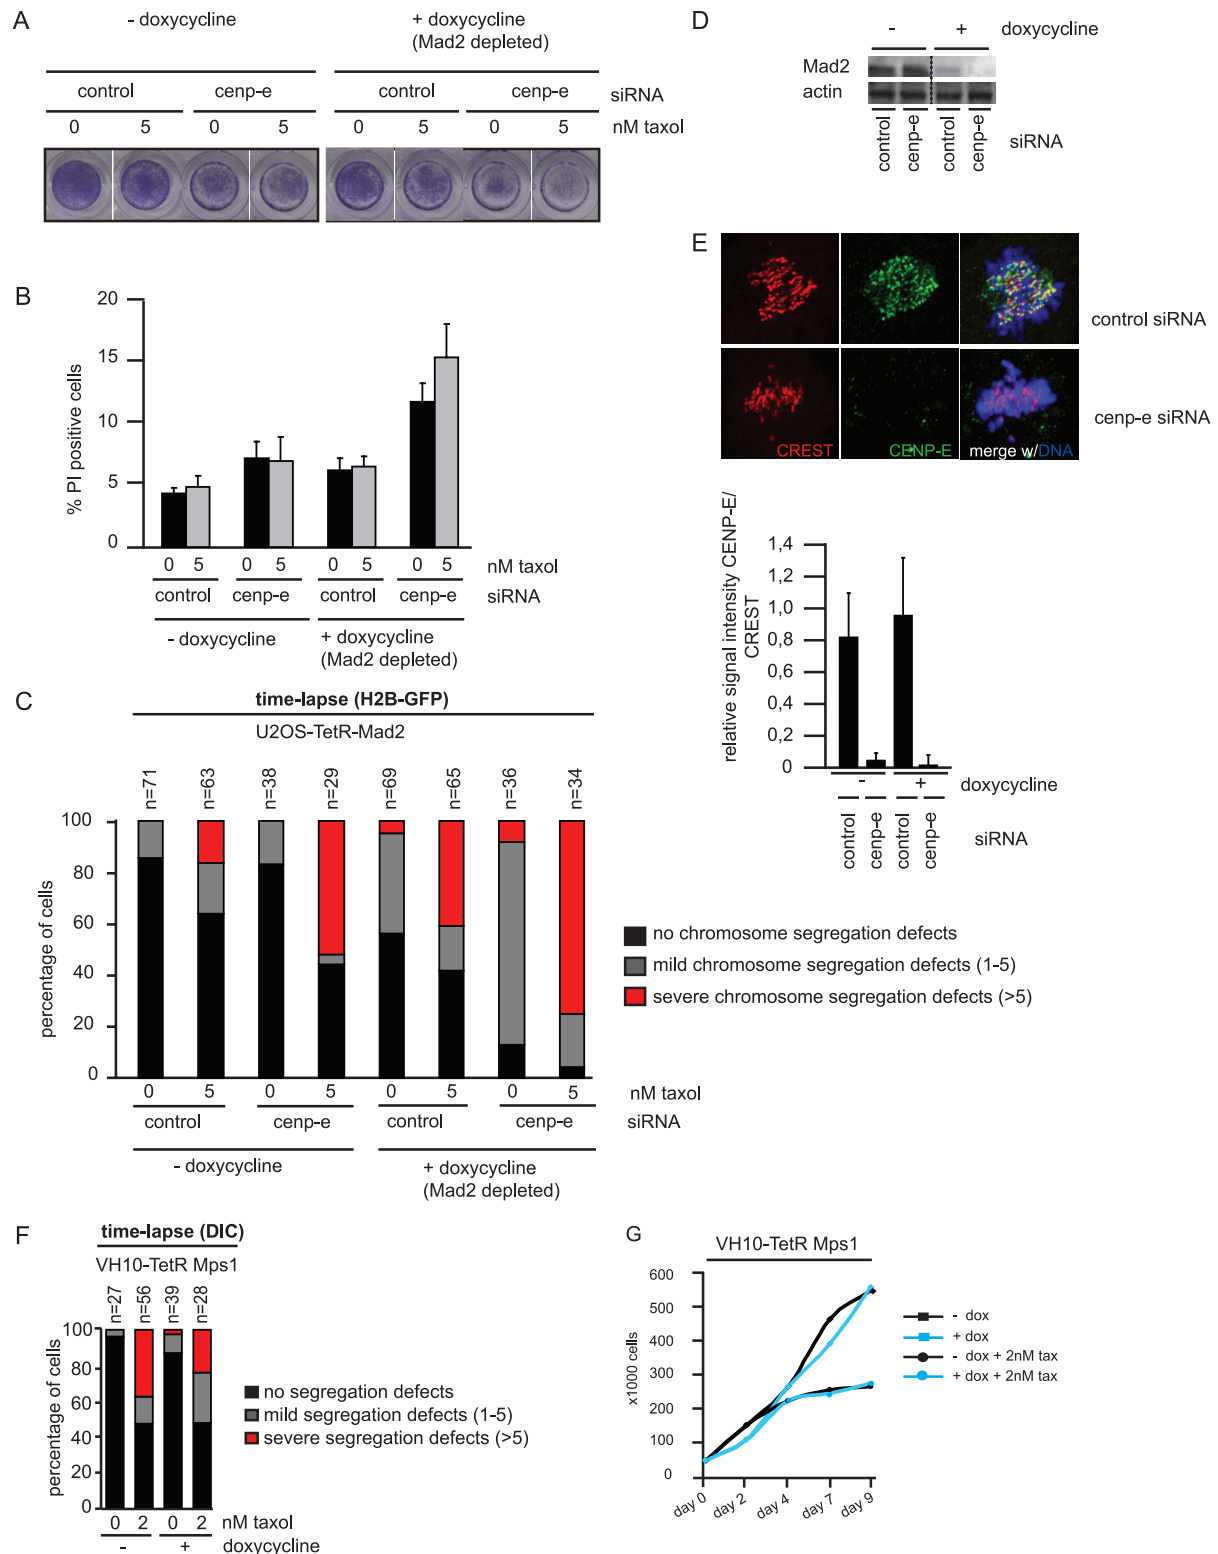 A
- doxycycline
+ doxycycline
(Mad2 depleted)
control
cenp-e
control
cenp-e
siRNA
0
5
0
5
0
5
0
5
nM taxol
B
% PI positive cells
20
15
10
5
0
0
5
0
5
0
5
0
5
nM taxol
control
cenp-e
control
cenp-e
siRNA
- doxycycline
+ doxycycline
(Mad2 depleted)
C
time-lapse (H2B-GFP)
U2OS-TetR-Mad2
n=71
n=63
n=38
n=29
n=69
n=65
n=36
n=34
percentage of cells
100
80
60
40
20
0
0
5
0
5
0
5
0
5
nM taxol
control
cenp-e
control
cenp-e
siRNA
- doxycycline
+ doxycycline
(Mad2 depleted)
no chromosome segregation defects
mild chromosome segregation defects (1-5)
severe chromosome segregation defects (>5)
D
-
+
doxycycline
Mad2
actin
control
cenp-e
control
cenp-e
siRNA
E
control siRNA
cenp-e siRNA
CREST
CENP-E
merge w/DNA
relative signal intensity CENP-E/
CREST
1,4
1,2
1,0
0,8
0,6
0,4
0,2
0
-
+
doxycycline
control
cenp-e
control
cenp-e
siRNA
F
time-lapse (DIC)
VH10-TetR Mps1
n=27
n=56
n=39
n=28
percentage of cells
100
80
60
40
20
0
0
2
0
2
nM taxol
-
+
doxycycline
no segregation defects
mild segregation defects (1-5)
severe segregation defects (>5)
G
VH10-TetR Mps1
x1000 cells
600
500
400
300
200
100
0
day 0
day 2
day 4
day 7
day 9
- dox
+ dox
- dox + 2nM tax
+ dox + 2nM tax